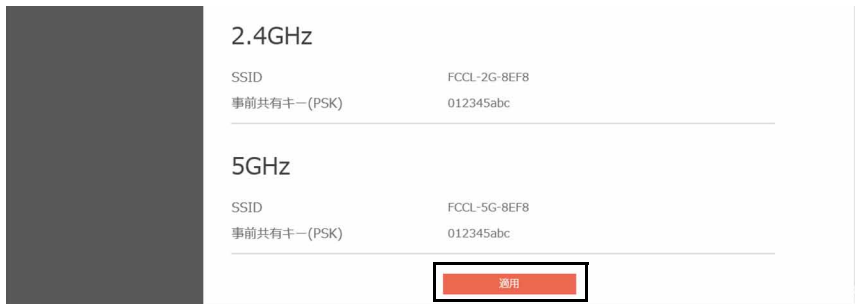 2.4GHz
SSID FCCL-2G-8EF8
事前共有キー(PSK) 012345abc
5GHz
SSID FCCL-5G-8EF8
事前共有キー(PSK) 012345abc
適用